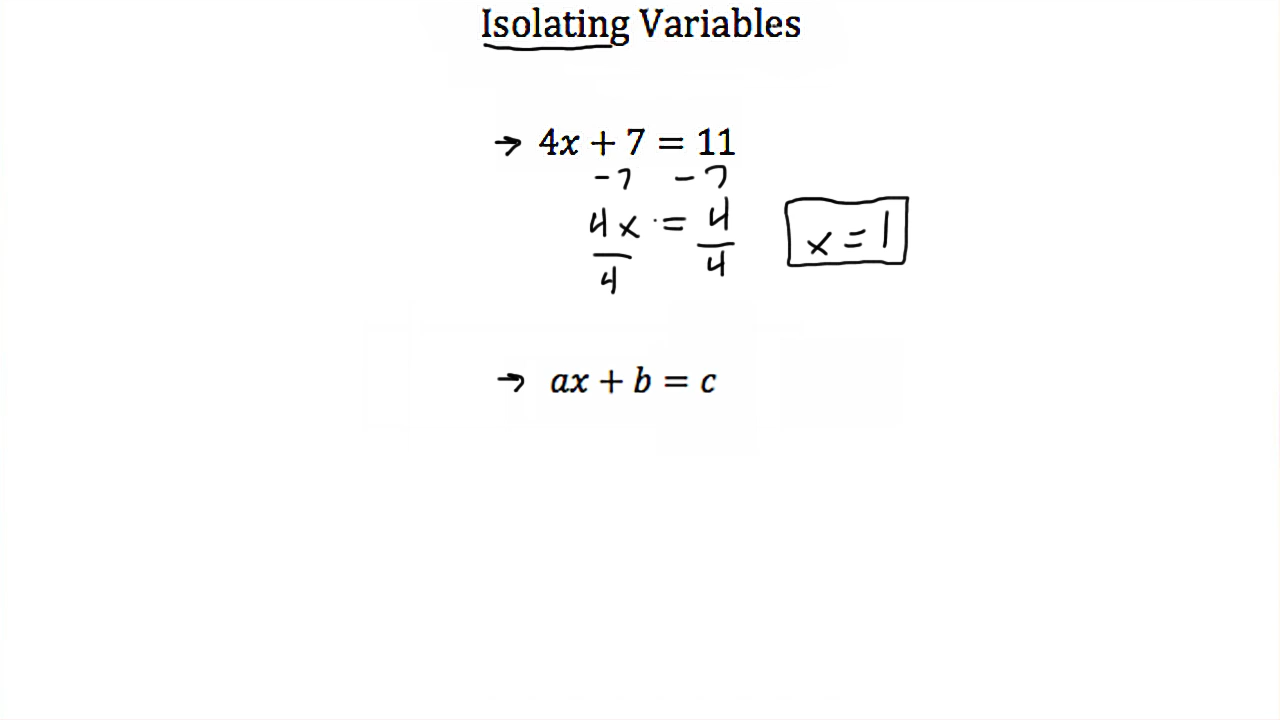 Isolating Variables
→ 4x + 7 = 11
-7 -7
4x = 4
4 4
x = 1
→ ax + b = c